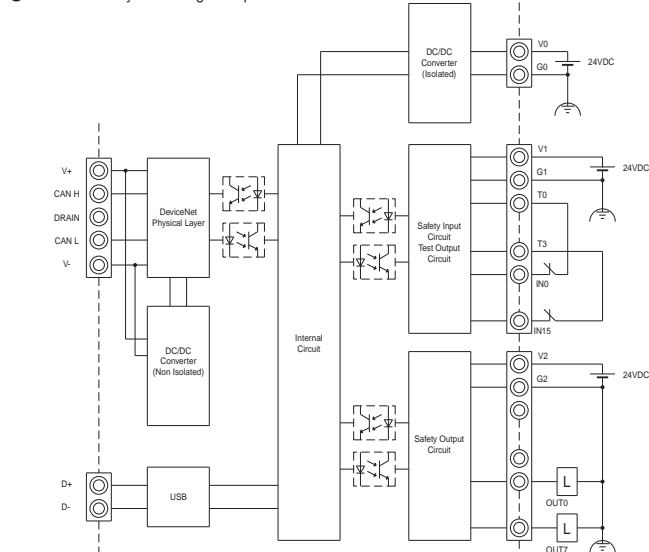 DC/DC
Converter
(Isolated)
V0
G0
24VDC
V+
CAN H
DRAIN
CAN L
V-
DeviceNet
Physical Layer
DC/DC
Converter
(Non Isolated)
D+
D-
USB
Internal
Circuit
Safety Input
Circuit
Test Output
Circuit
V1
G1
T0
T3
IN0
IN15
24VDC
Safety Output
Circuit
V2
G2
24VDC
L
OUT0
L
OUT7